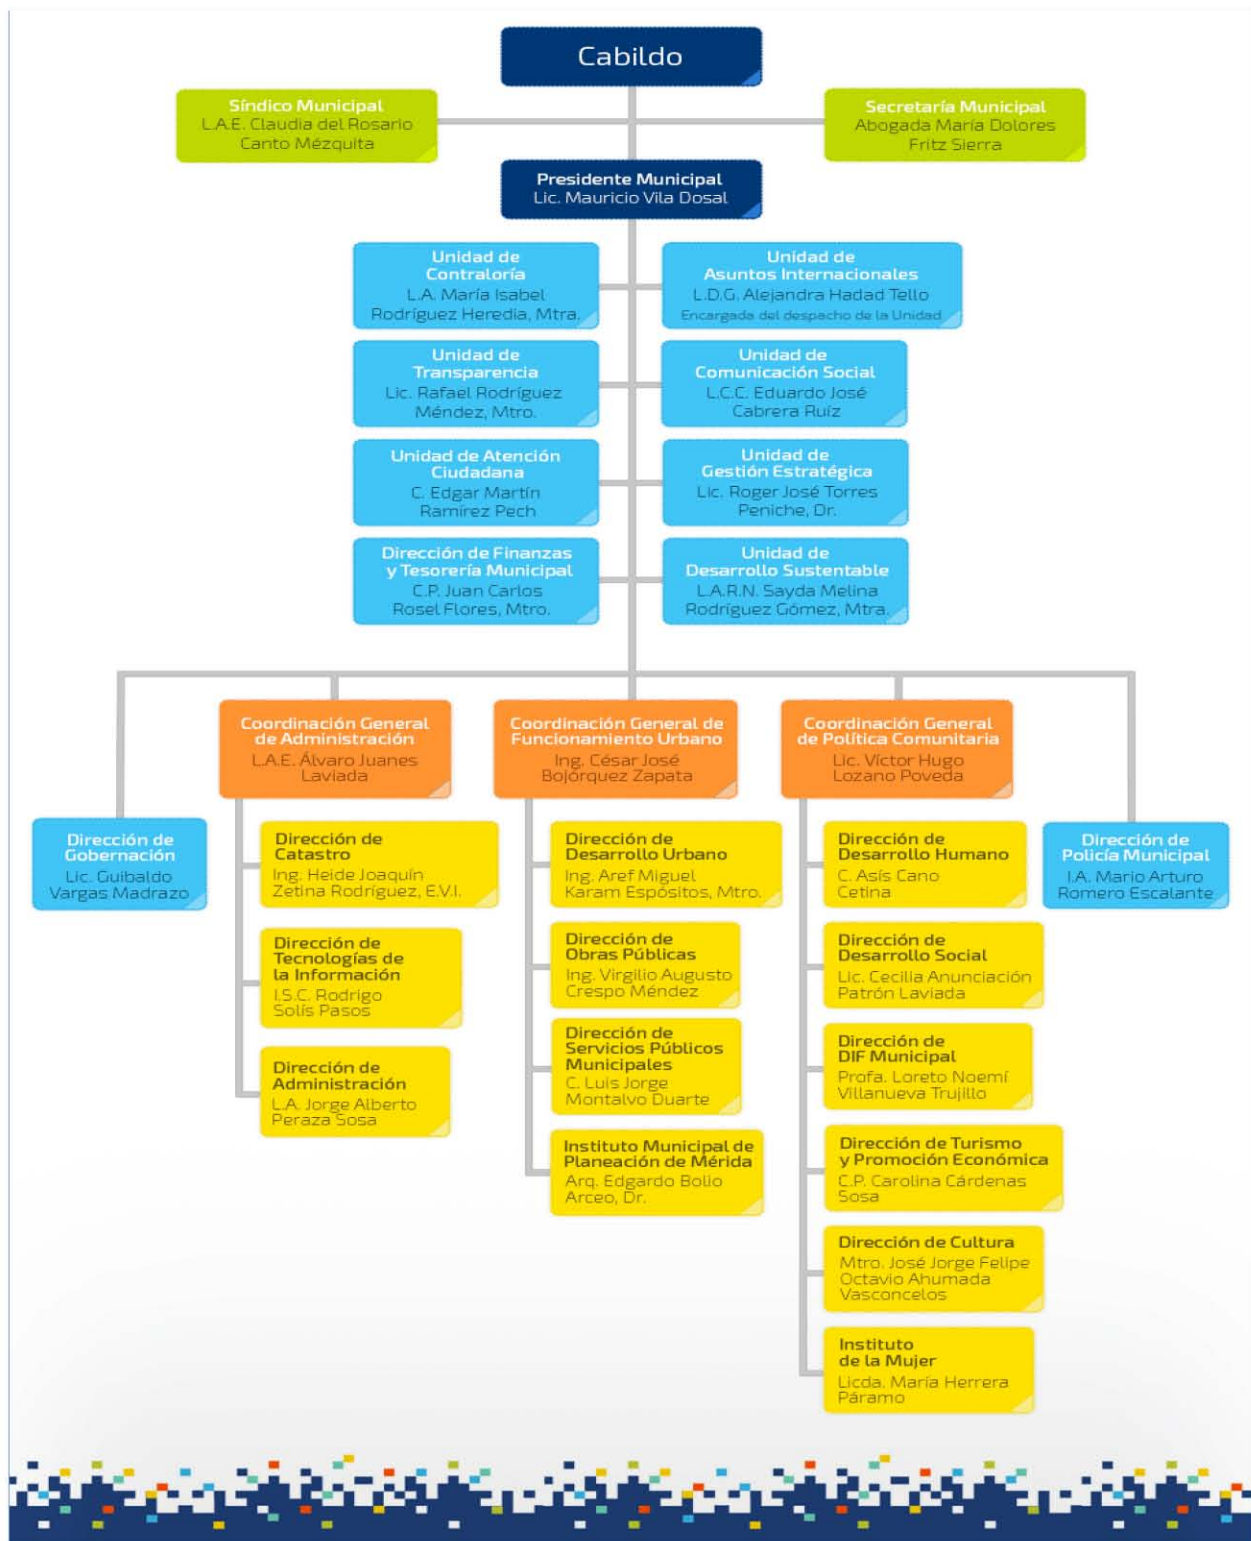 Cabildo
Síndico Municipal
L.A.E. Claudia del Rosario
Canto Mézquita
Secretaría Municipal
Abogada María Dolores
Fritz Sierra
Presidente Municipal
Lic. Mauricio Vila Dosal
Unidad de
Contraloría
L.A. María Isabel
Rodríguez Heredia, Mtra.
Unidad de
Asuntos Internacionales
L.D.G. Alejandra Hadad Tello
Encargada del despacho de la Unidad
Unidad de
Transparencia
Lic. Rafael Rodríguez
Méndez, Mtro.
Unidad de
Comunicación Social
L.C.C. Eduardo José
Cabrera Ruíz
Unidad de Atención
Ciudadana
C. Edgar Martín
Ramírez Pech
Unidad de
Gestión Estratégica
Lic. Roger José Torres
Peniche, Dr.
Dirección de Finanzas
y Tesorería Municipal
C.P. Juan Carlos
Rosel Flores, Mtro.
Unidad de
Desarrollo Sustentable
L.A.R.N. Sayda Melina
Rodríguez Gómez, Mtra.
Coordinación General
de Administración
L.A.E. Álvaro Juanes
Laviada
Coordinación General de
Funcionamiento Urbano
Ing. César José
Bojórquez Zapata
Coordinación General
de Política Comunitaria
Lic. Víctor Hugo
Lozano Poveda
Dirección de
Gobernación
Lic. Guibaldo
Vargas Madrazo
Dirección de
Catastro
Ing. Heide Joaquín
Zetina Rodríguez, E.V.I.
Dirección de
Tecnologías de
la Información
I.S.C. Rodrigo
Solís Pasos
Dirección de
Administración
L.A. Jorge Alberto
Peraza Sosa
Dirección de
Desarrollo Urbano
Ing. Aref Miguel
Karam Espósitos, Mtro.
Dirección de
Obras Públicas
Ing. Virgilio Augusto
Crespo Méndez
Dirección de
Servicios Públicos
Municipales
C. Luis Jorge
Montalvo Duarte
Instituto Municipal de
Planeación de Mérida
Arq. Edgardo Bolio
Arceo, Dr.
Dirección de
Desarrollo Humano
C. Asís Cano
Cetina
Dirección de
Desarrollo Social
Lic. Cecilia Anunciación
Patrón Laviada
Dirección de
DIF Municipal
Profa. Loreto Noemí
Villanueva Trujillo
Dirección de Turismo
y Promoción Económica
C.P. Carolina Cárdenas
Sosa
Dirección de Cultura
Mtro. José Jorge Felipe
Octavio Ahumada
Vasconcelos
Instituto
de la Mujer
Licda. María Herrera
Páramo
Dirección de
Policía Municipal
I.A. Mario Arturo
Romero Escalante